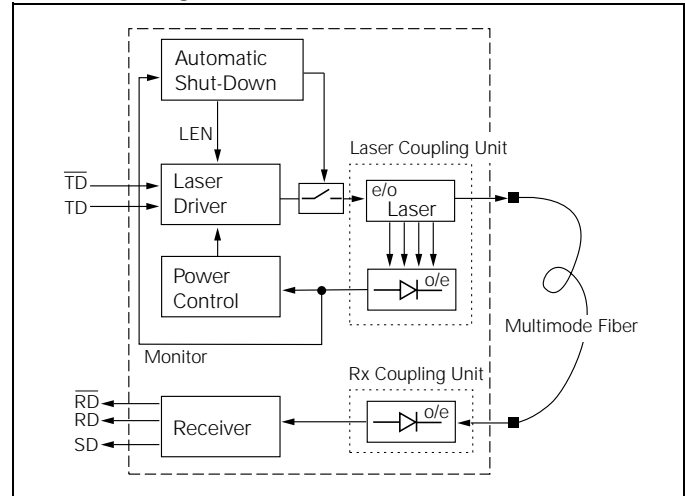 Automatic
Shut-Down
LEN
Laser Coupling Unit
TD
TD
Laser
Driver
e/o
Laser
Power
Control
o/e
Multimode Fiber
Monitor
Rx Coupling Unit
RD
RD
SD
Receiver
o/e